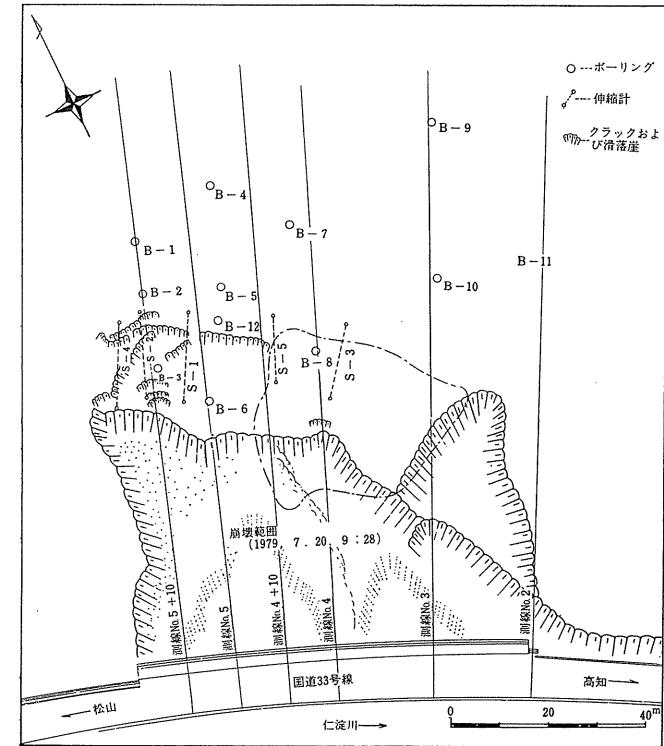 ○---ボーリング
---伸縮計
クラックおよ
び滑落崖
B-9
B-4
B-7
B-1
B-11
B-10
B-2
B-5
B-12
S-4
S-2
S-1
S-5
S-3
B-3
B-8
B-6
崩壊範囲
(1979 7.20. 9:28)
測線No.5+10
測線No.5
測線No.4+10
測線No.4
測線No.3
測線No.2
国道33号線
松山
高知
仁淀川
0 20 40m